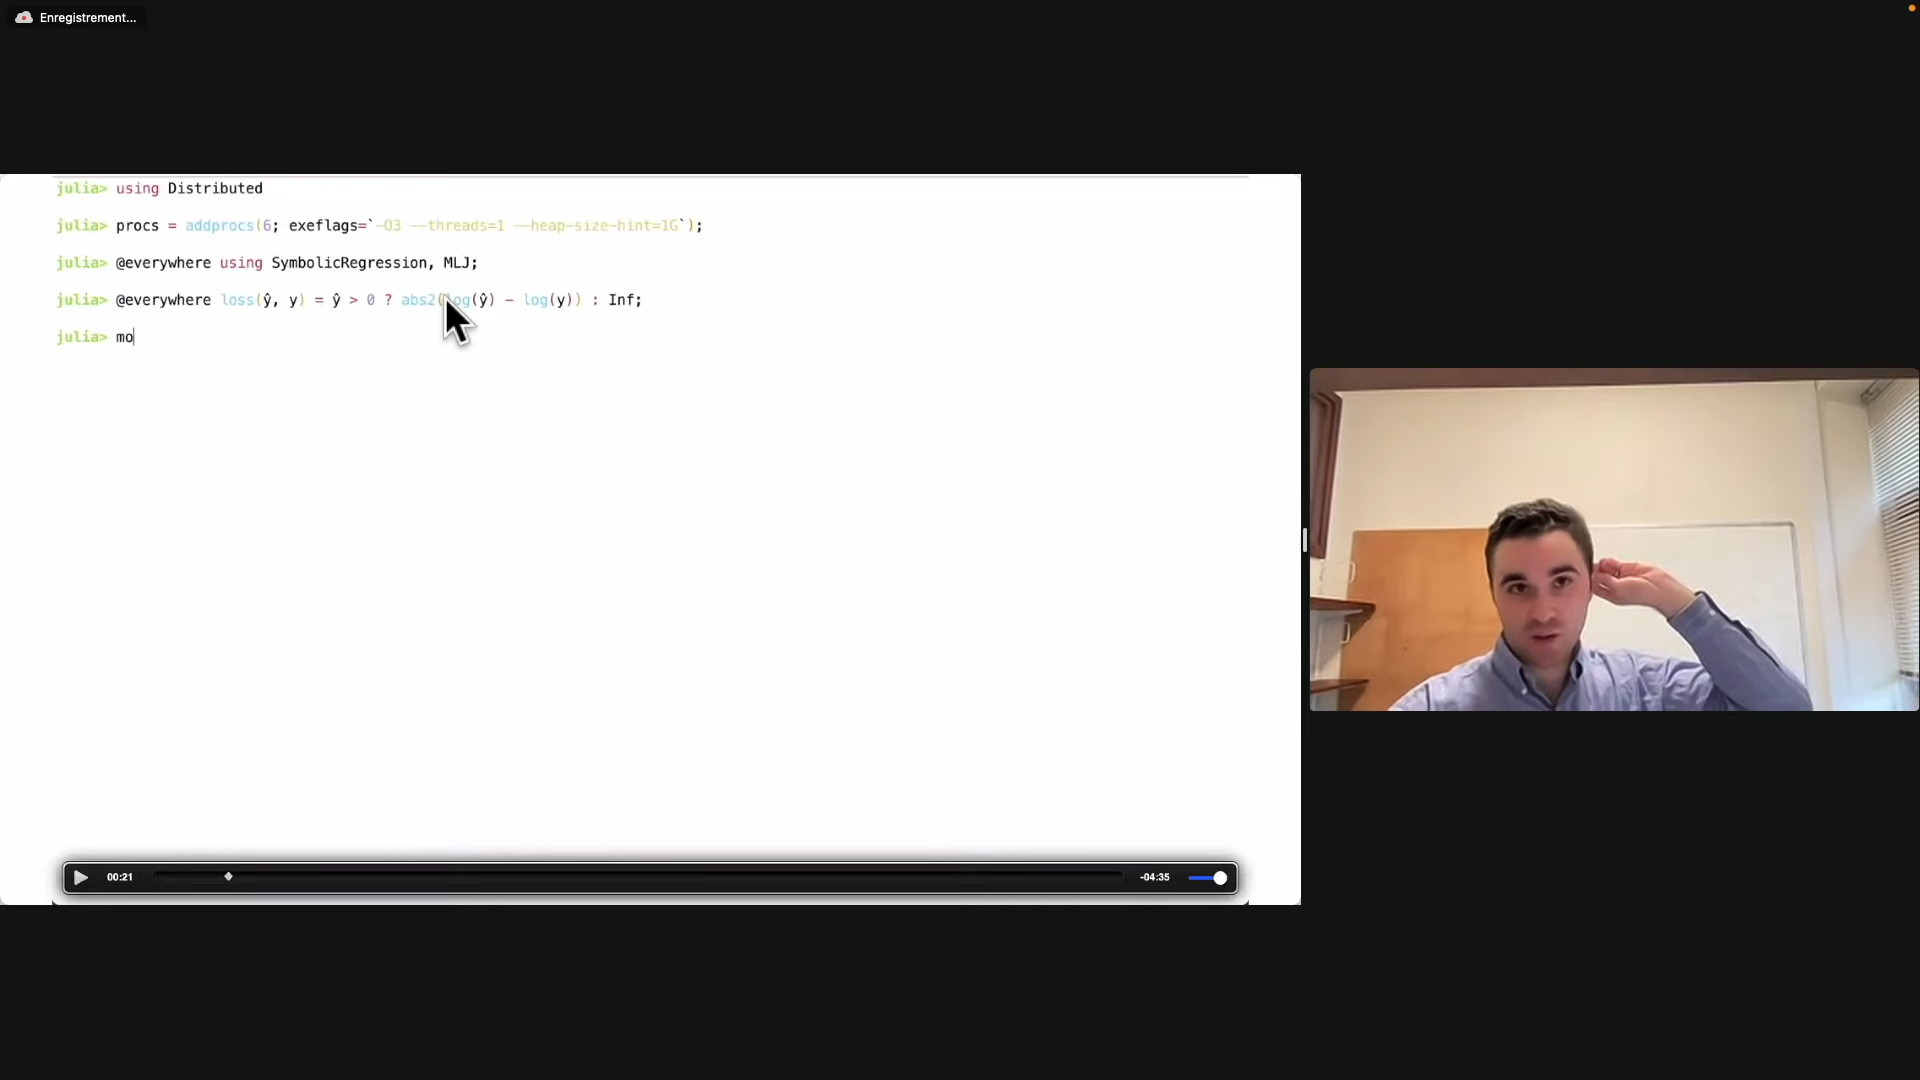 Enregistrement...
julia> using Distributed
julia> procs = addprocs(6; exeflags=`-O3 --threads=1 --heap-size-hint=1G`);
julia> @everywhere using SymbolicRegression, MLJ;
julia> @everywhere loss(ŷ, y) = ŷ > 0 ? abs2(log(ŷ) - log(y)) : Inf;
julia> mo
00:21
-04:35